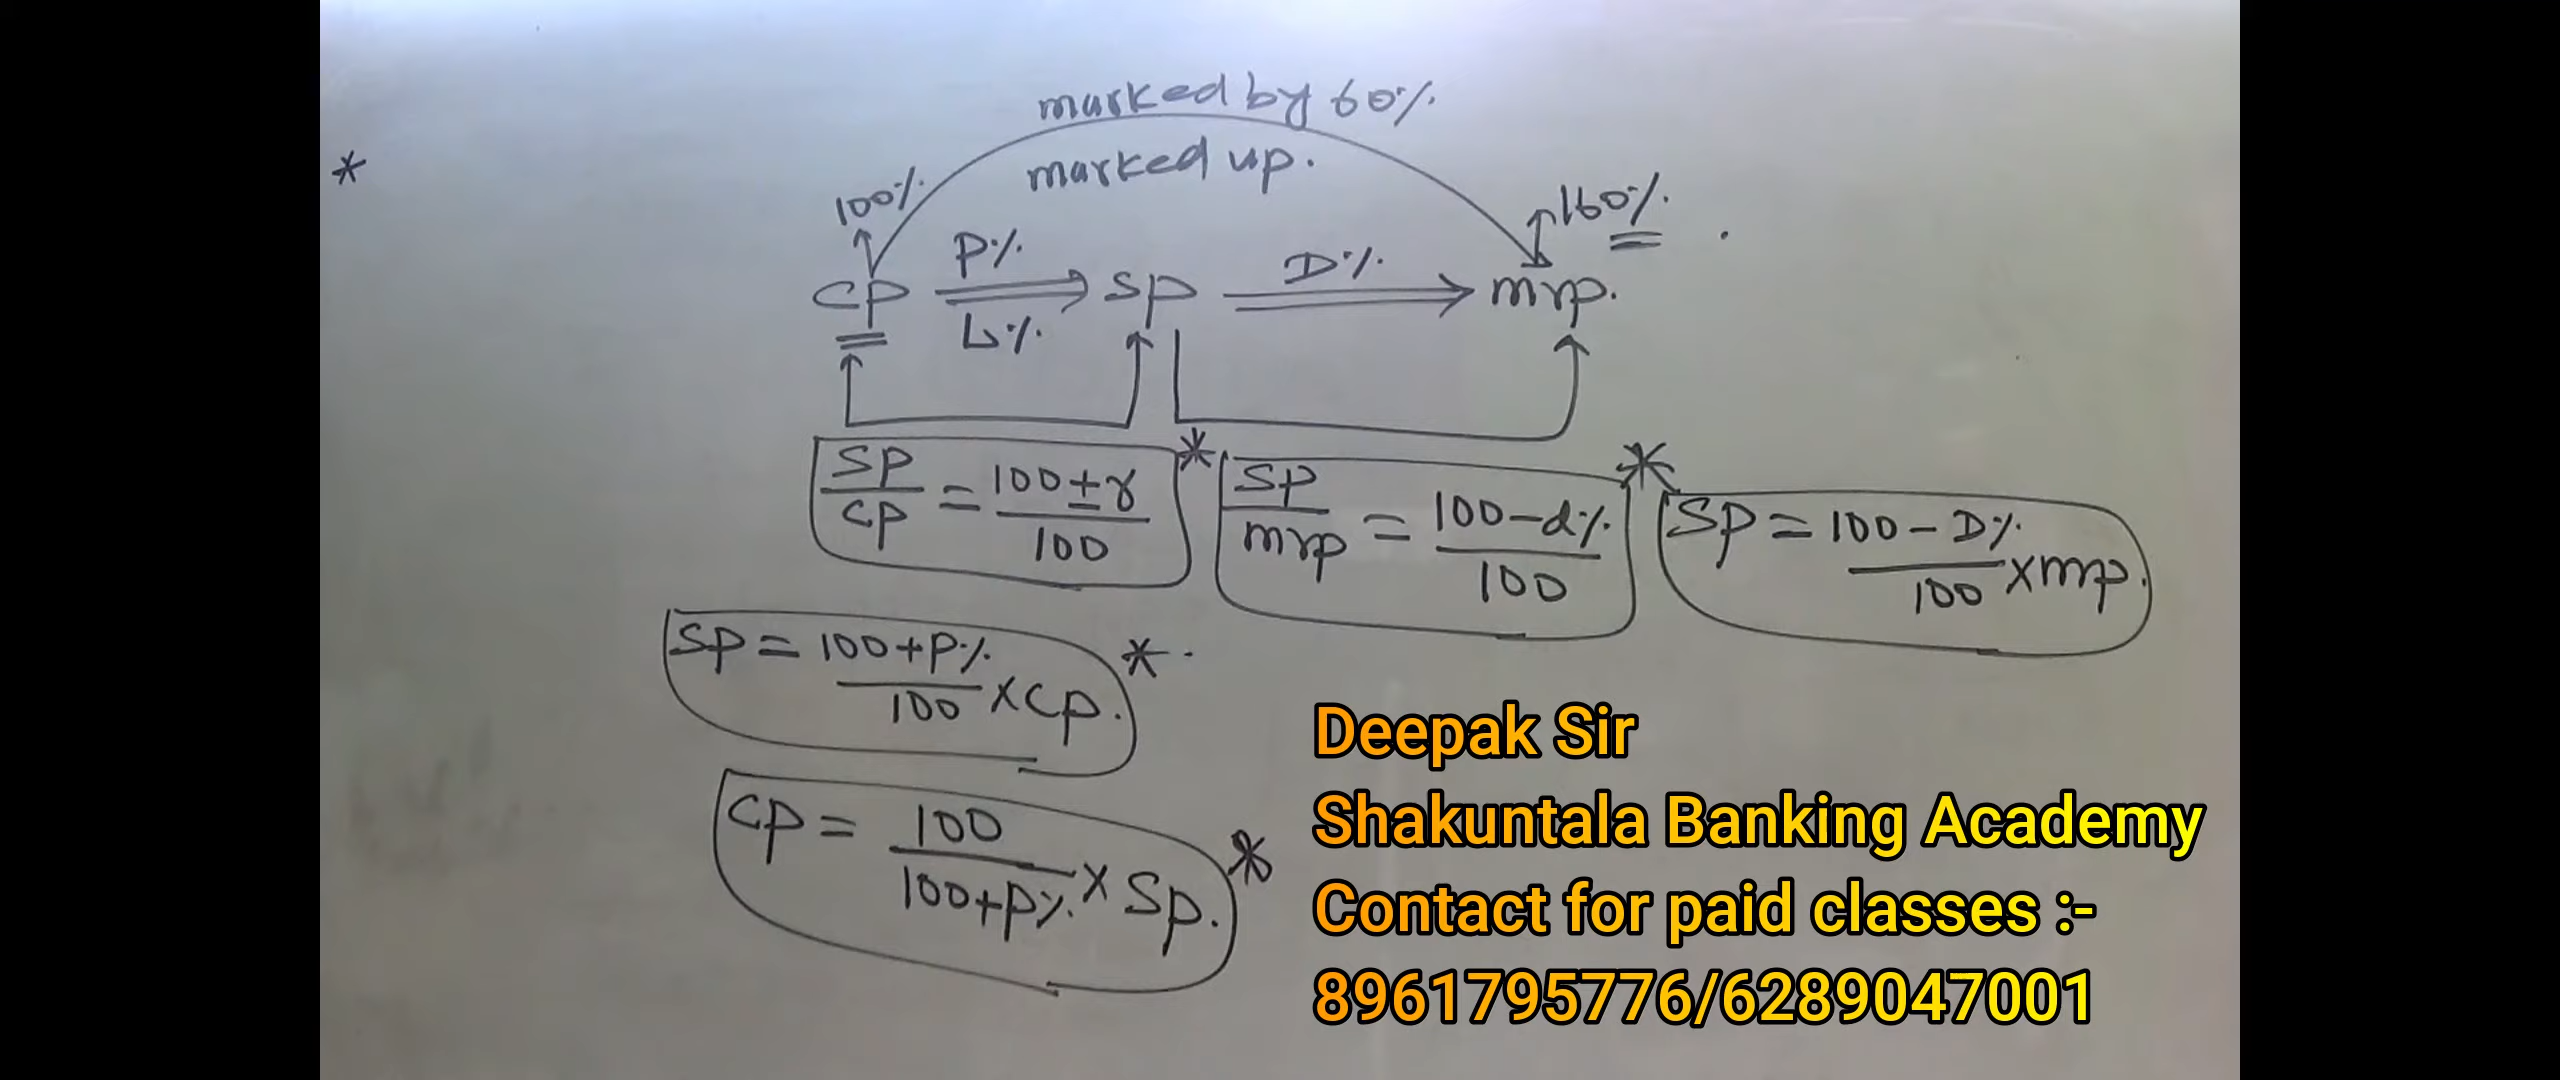 marked by 60%
*
marked up.
100%
160%.
P%
D%
CP
SP
mrp.
L%
SP/CP = 100±r/100
*
SP/mrp = 100-d%/100
*
SP = 100-D%/100 x mrp.
SP = 100+P%/100 x CP.
*
CP = 100/100+P% x SP.
*
Deepak Sir
Shakuntala Banking Academy
Contact for paid classes :-
8961795776/6289047001